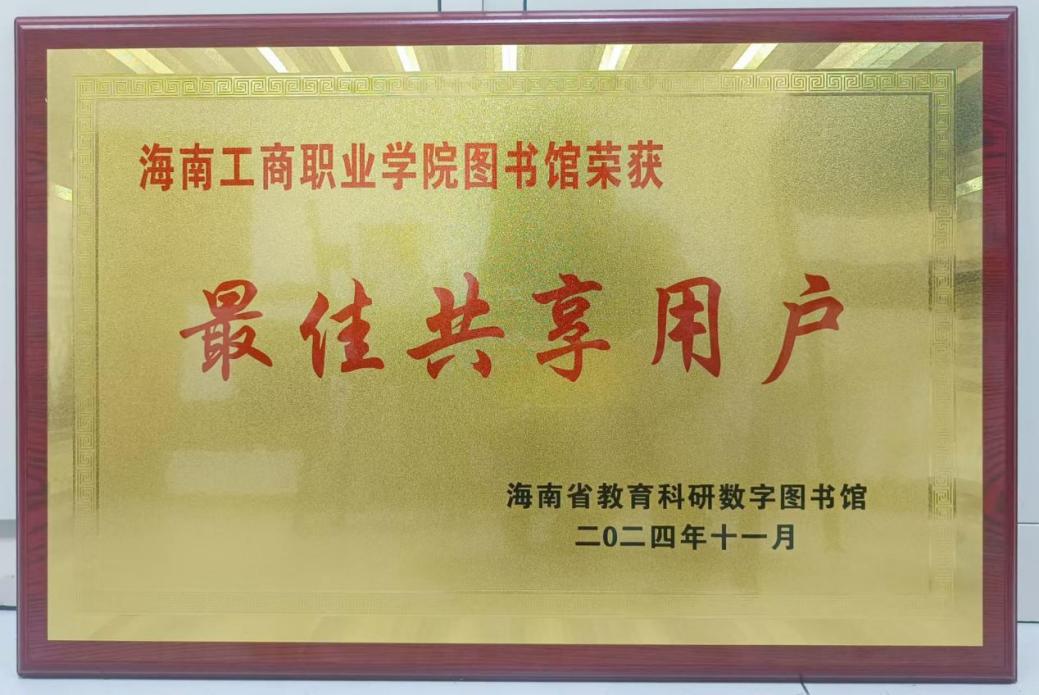 海南工商职业学院图书馆荣获
最佳共享用户
海南省教育科研数字图书馆
二0二四年十一月